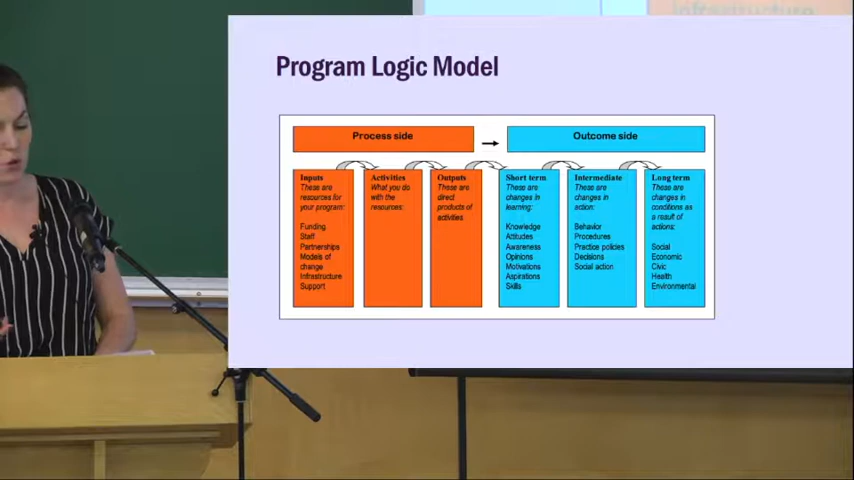 infrastructure
Program Logic Model
Process side
Outcome side
Inputs
These are
resources for
your program:
Funding
Staff
Partnerships
Models of
change
Infrastructure
Support
Activities
What you do
with the
resources:
Outputs
These are
direct
products of
activities
Short term
These are
changes in
learning:
Knowledge
Attitudes
Awareness
Opinions
Motivations
Aspirations
Skills
Intermediate
These are
changes in
action:
Behavior
Procedures
Practice policies
Decisions
Social action
Long term
These are
changes in
conditions as
a result of
actions:
Social
Economic
Civic
Health
Environmental